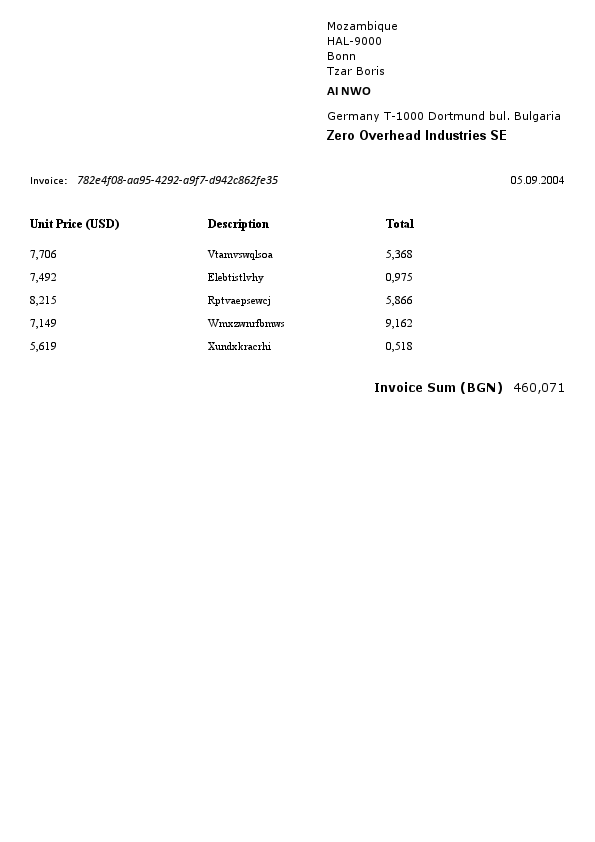 Mozambique
HAL-9000
Bonn
Tzar Boris
AI NWO
Germany T-1000 Dortmund bul. Bulgaria
Zero Overhead Industries SE
Invoice: 782e4f08-aa95-4292-a9f7-d942c862fe35 05.09.2004
Unit Price (USD) Description Total
7,706 Vtamvswqlsoa 5,368
7,492 Elebtistlvhy 0,975
8,215 Rptvaepsewcj 5,866
7,149 Wmxzwnrfbmws 9,162
5,619 Xundxkracrhi 0,518
Invoice Sum (BGN) 460,071